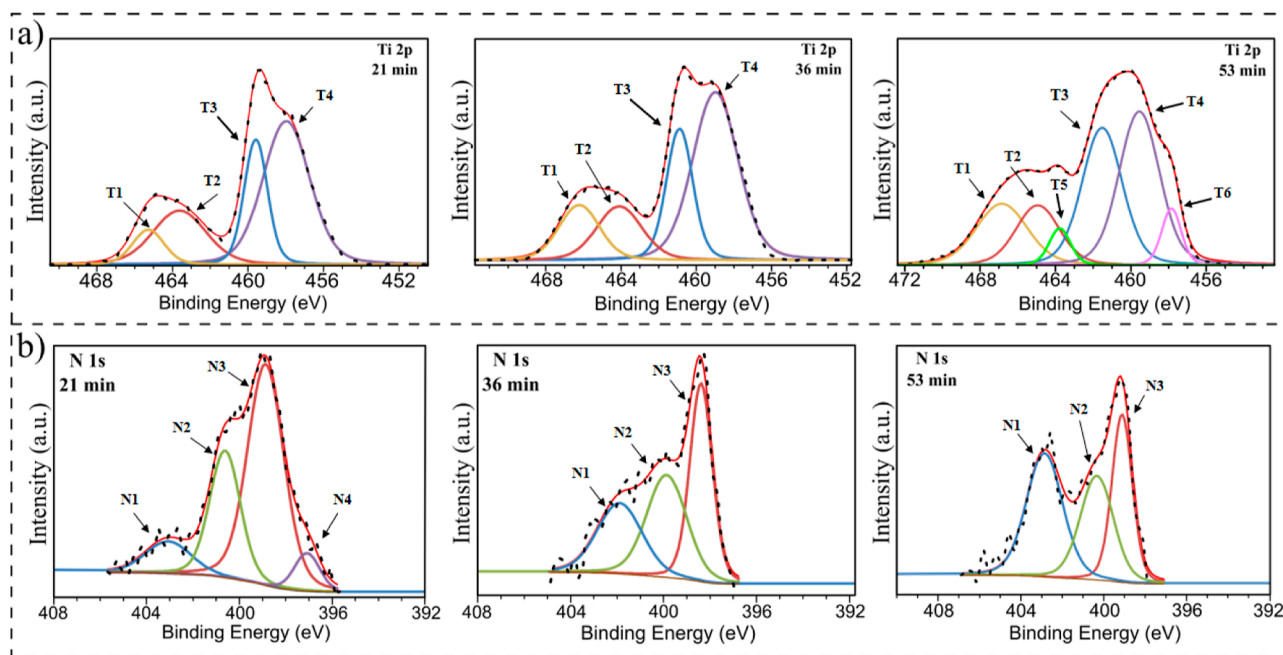 a)
Ti 2p
21 min
T1
T2
T3
T4
Intensity (a.u.)
468 464 460 456 452
Binding Energy (eV)
Ti 2p
36 min
T1
T2
T3
T4
Intensity (a.u.)
468 464 460 456 452
Binding Energy (eV)
Ti 2p
53 min
T1
T2
T5
T3
T4
T6
Intensity (a.u.)
472 468 464 460 456
Binding Energy (eV)
b)
N 1s
21 min
N1
N2
N3
N4
Intensity (a.u.)
408 404 400 396 392
Binding Energy (eV)
N 1s
36 min
N1
N2
N3
Intensity (a.u.)
408 404 400 396 392
Binding Energy (eV)
N 1s
53 min
N1
N2
N3
Intensity (a.u.)
408 404 400 396 392
Binding Energy (eV)